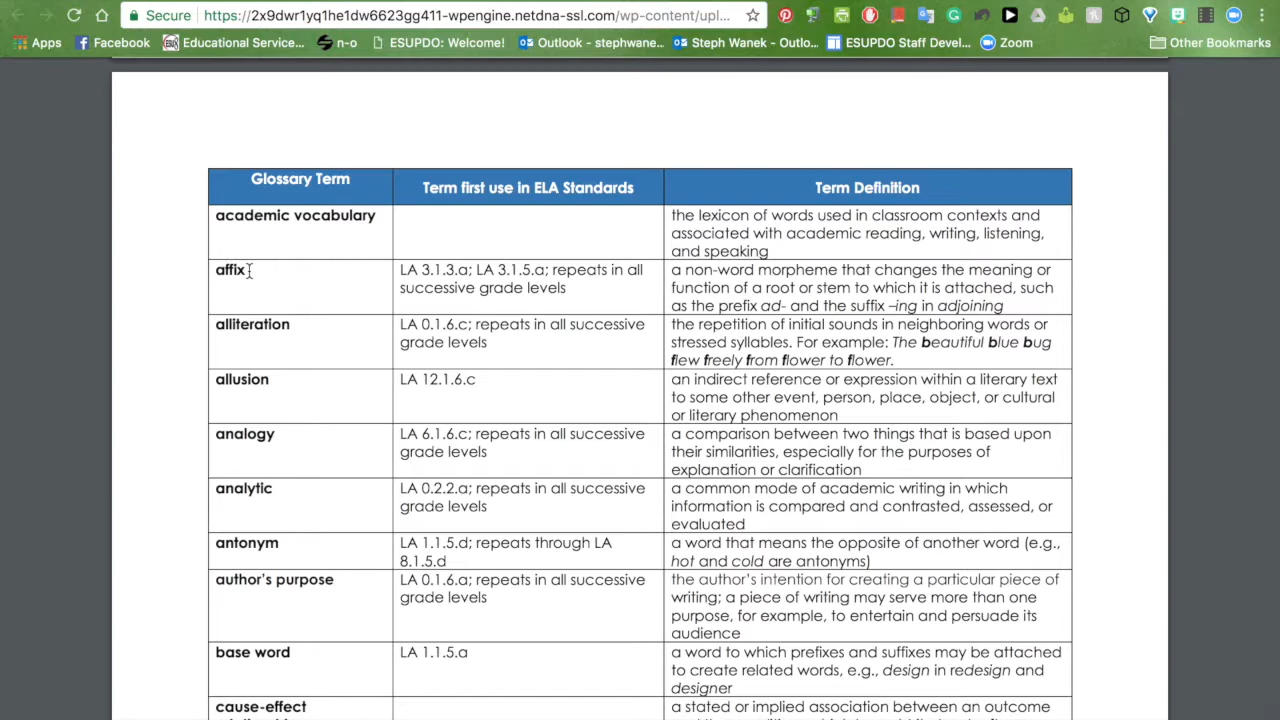 Secure https://2x9dwr1yq1he1dw6623gg411-wpengine.netdna-ssl.com/wp-content/upl...
Apps Facebook Educational Service... n-o ESUPDO: Welcome! Outlook - stephwane... Steph Wanek - Outlo... ESUPDO Staff Devel... Zoom Other Bookmarks
Glossary Term Term first use in ELA Standards Term Definition
academic vocabulary the lexicon of words used in classroom contexts and
associated with academic reading, writing, listening,
and speaking
affix LA 3.1.3.a; LA 3.1.5.a; repeats in all a non-word morpheme that changes the meaning or
successive grade levels function of a root or stem to which it is attached, such
as the prefix ad- and the suffix –ing in adjoining
alliteration LA 0.1.6.c; repeats in all successive the repetition of initial sounds in neighboring words or
grade levels stressed syllables. For example: The beautiful blue bug
flew freely from flower to flower.
allusion LA 12.1.6.c an indirect reference or expression within a literary text
to some other event, person, place, object, or cultural
or literary phenomenon
analogy LA 6.1.6.c; repeats in all successive a comparison between two things that is based upon
grade levels their similarities, especially for the purposes of
explanation or clarification
analytic LA 0.2.2.a; repeats in all successive a common mode of academic writing in which
grade levels information is compared and contrasted, assessed, or
evaluated
antonym LA 1.1.5.d; repeats through LA a word that means the opposite of another word (e.g.,
8.1.5.d hot and cold are antonyms)
author's purpose LA 0.1.6.a; repeats in all successive the author's intention for creating a particular piece of
grade levels writing; a piece of writing may serve more than one
purpose, for example, to entertain and persuade its
audience
base word LA 1.1.5.a a word to which prefixes and suffixes may be attached
to create related words, e.g., design in redesign and
designer
cause-effect a stated or implied association between an outcome